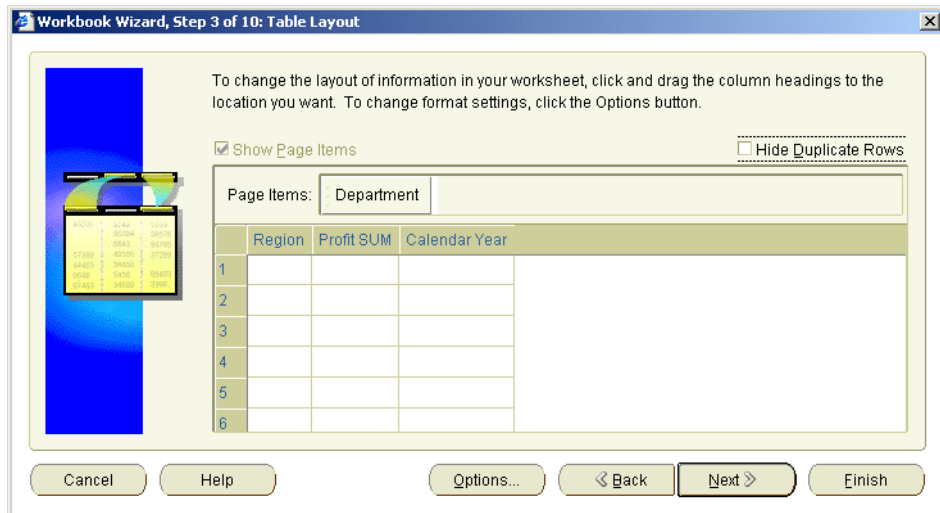 Workbook Wizard, Step 3 of 10: Table Layout
To change the layout of information in your worksheet, click and drag the column headings to the
location you want. To change format settings, click the Options button.
Show Page Items
Hide Duplicate Rows
Page Items: Department
Region Profit SUM Calendar Year
1
2
3
4
5
6
Cancel Help Options... Back Next Finish